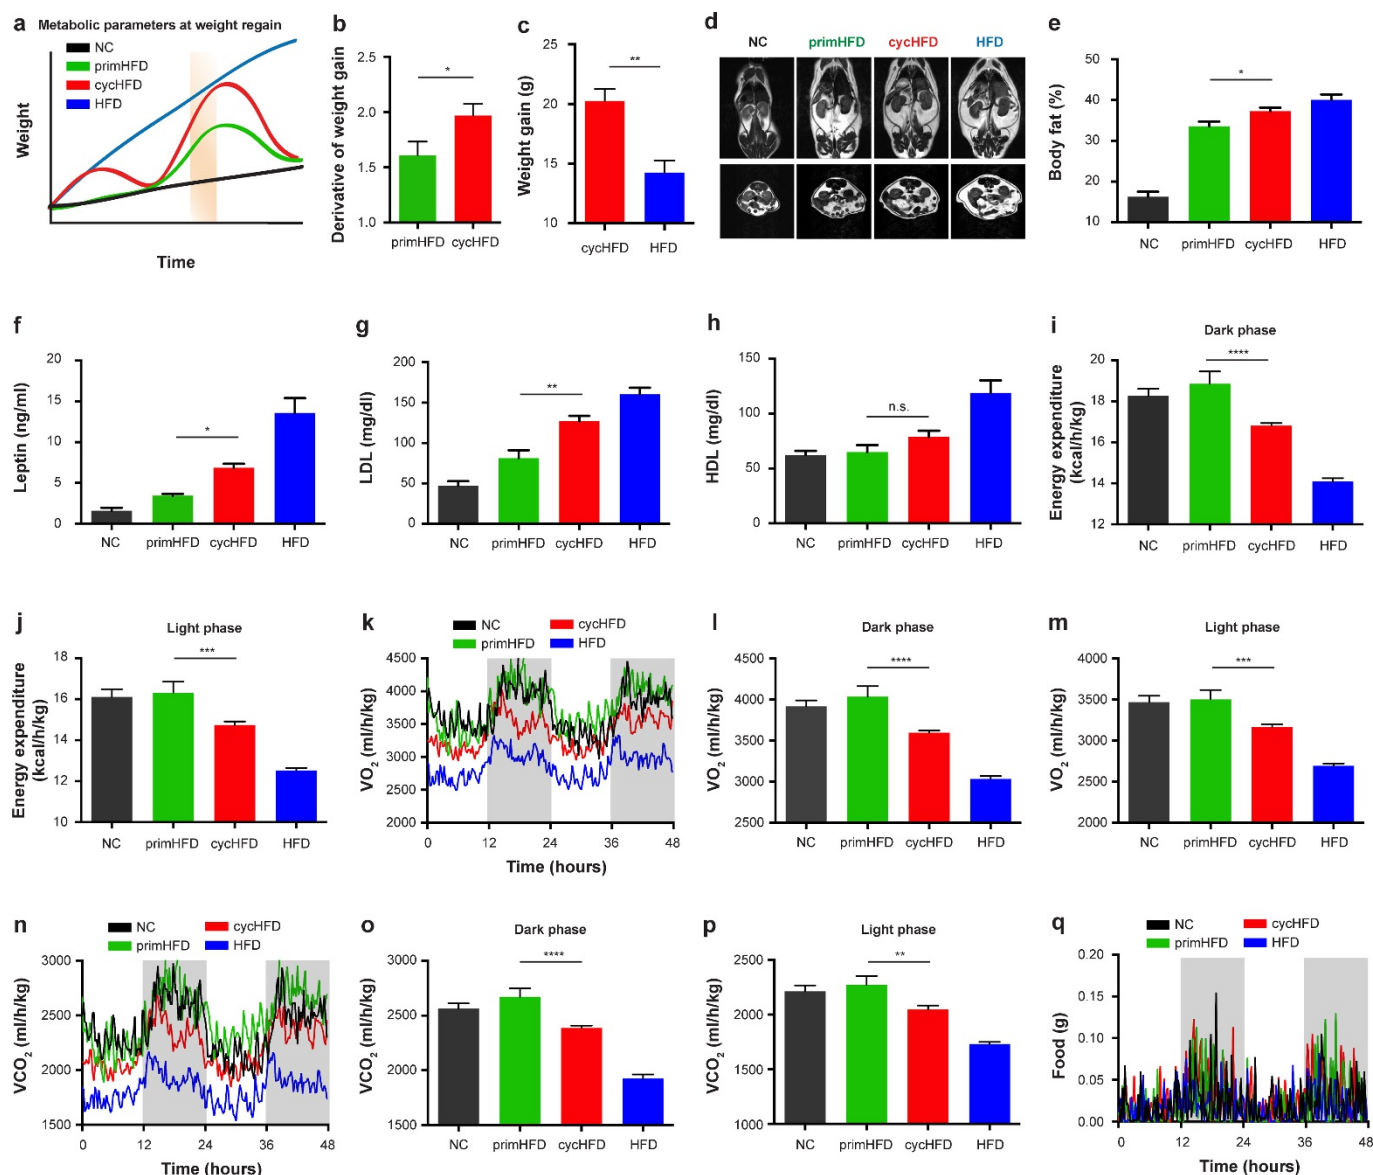 a Metabolic parameters at weight regain
NC
primHFD
cycHFD
HFD
Weight
Time
b
Derivative of weight gain
2.5
2.0
1.5
1.0
*
primHFD cycHFD
c
Weight gain (g)
25
20
15
10
**
cycHFD HFD
d
NC primHFD cycHFD HFD
e
Body fat (%)
50
40
30
20
10
*
NC primHFD cycHFD HFD
f
Leptin (ng/ml)
20
15
10
5
0
*
NC primHFD cycHFD HFD
g
LDL (mg/dl)
200
150
100
50
0
**
NC primHFD cycHFD HFD
h
HDL (mg/dl)
150
100
50
0
n.s.
NC primHFD cycHFD HFD
i
Dark phase
Energy expenditure
(kcal/h/kg)
20
18
16
14
12
****
NC primHFD cycHFD HFD
j
Light phase
Energy expenditure
(kcal/h/kg)
18
16
14
12
10
***
NC primHFD cycHFD HFD
k
NC cycHFD
primHFD HFD
VO2 (ml/h/kg)
4500
4000
3500
3000
2500
2000
0 12 24 36 48
Time (hours)
l
Dark phase
VO2 (ml/h/kg)
4500
4000
3500
3000
2500
****
NC primHFD cycHFD HFD
m
Light phase
VO2 (ml/h/kg)
4000
3500
3000
2500
2000
***
NC primHFD cycHFD HFD
n
NC cycHFD
primHFD HFD
VCO2 (ml/h/kg)
3000
2500
2000
1500
0 12 24 36 48
Time (hours)
o
Dark phase
VCO2 (ml/h/kg)
3000
2500
2000
1500
****
NC primHFD cycHFD HFD
p
Light phase
VCO2 (ml/h/kg)
2500
2000
1500
1000
**
NC primHFD cycHFD HFD
q
NC cycHFD
primHFD HFD
Food (g)
0.20
0.15
0.10
0.05
0.00
0 12 24 36 48
Time (hours)